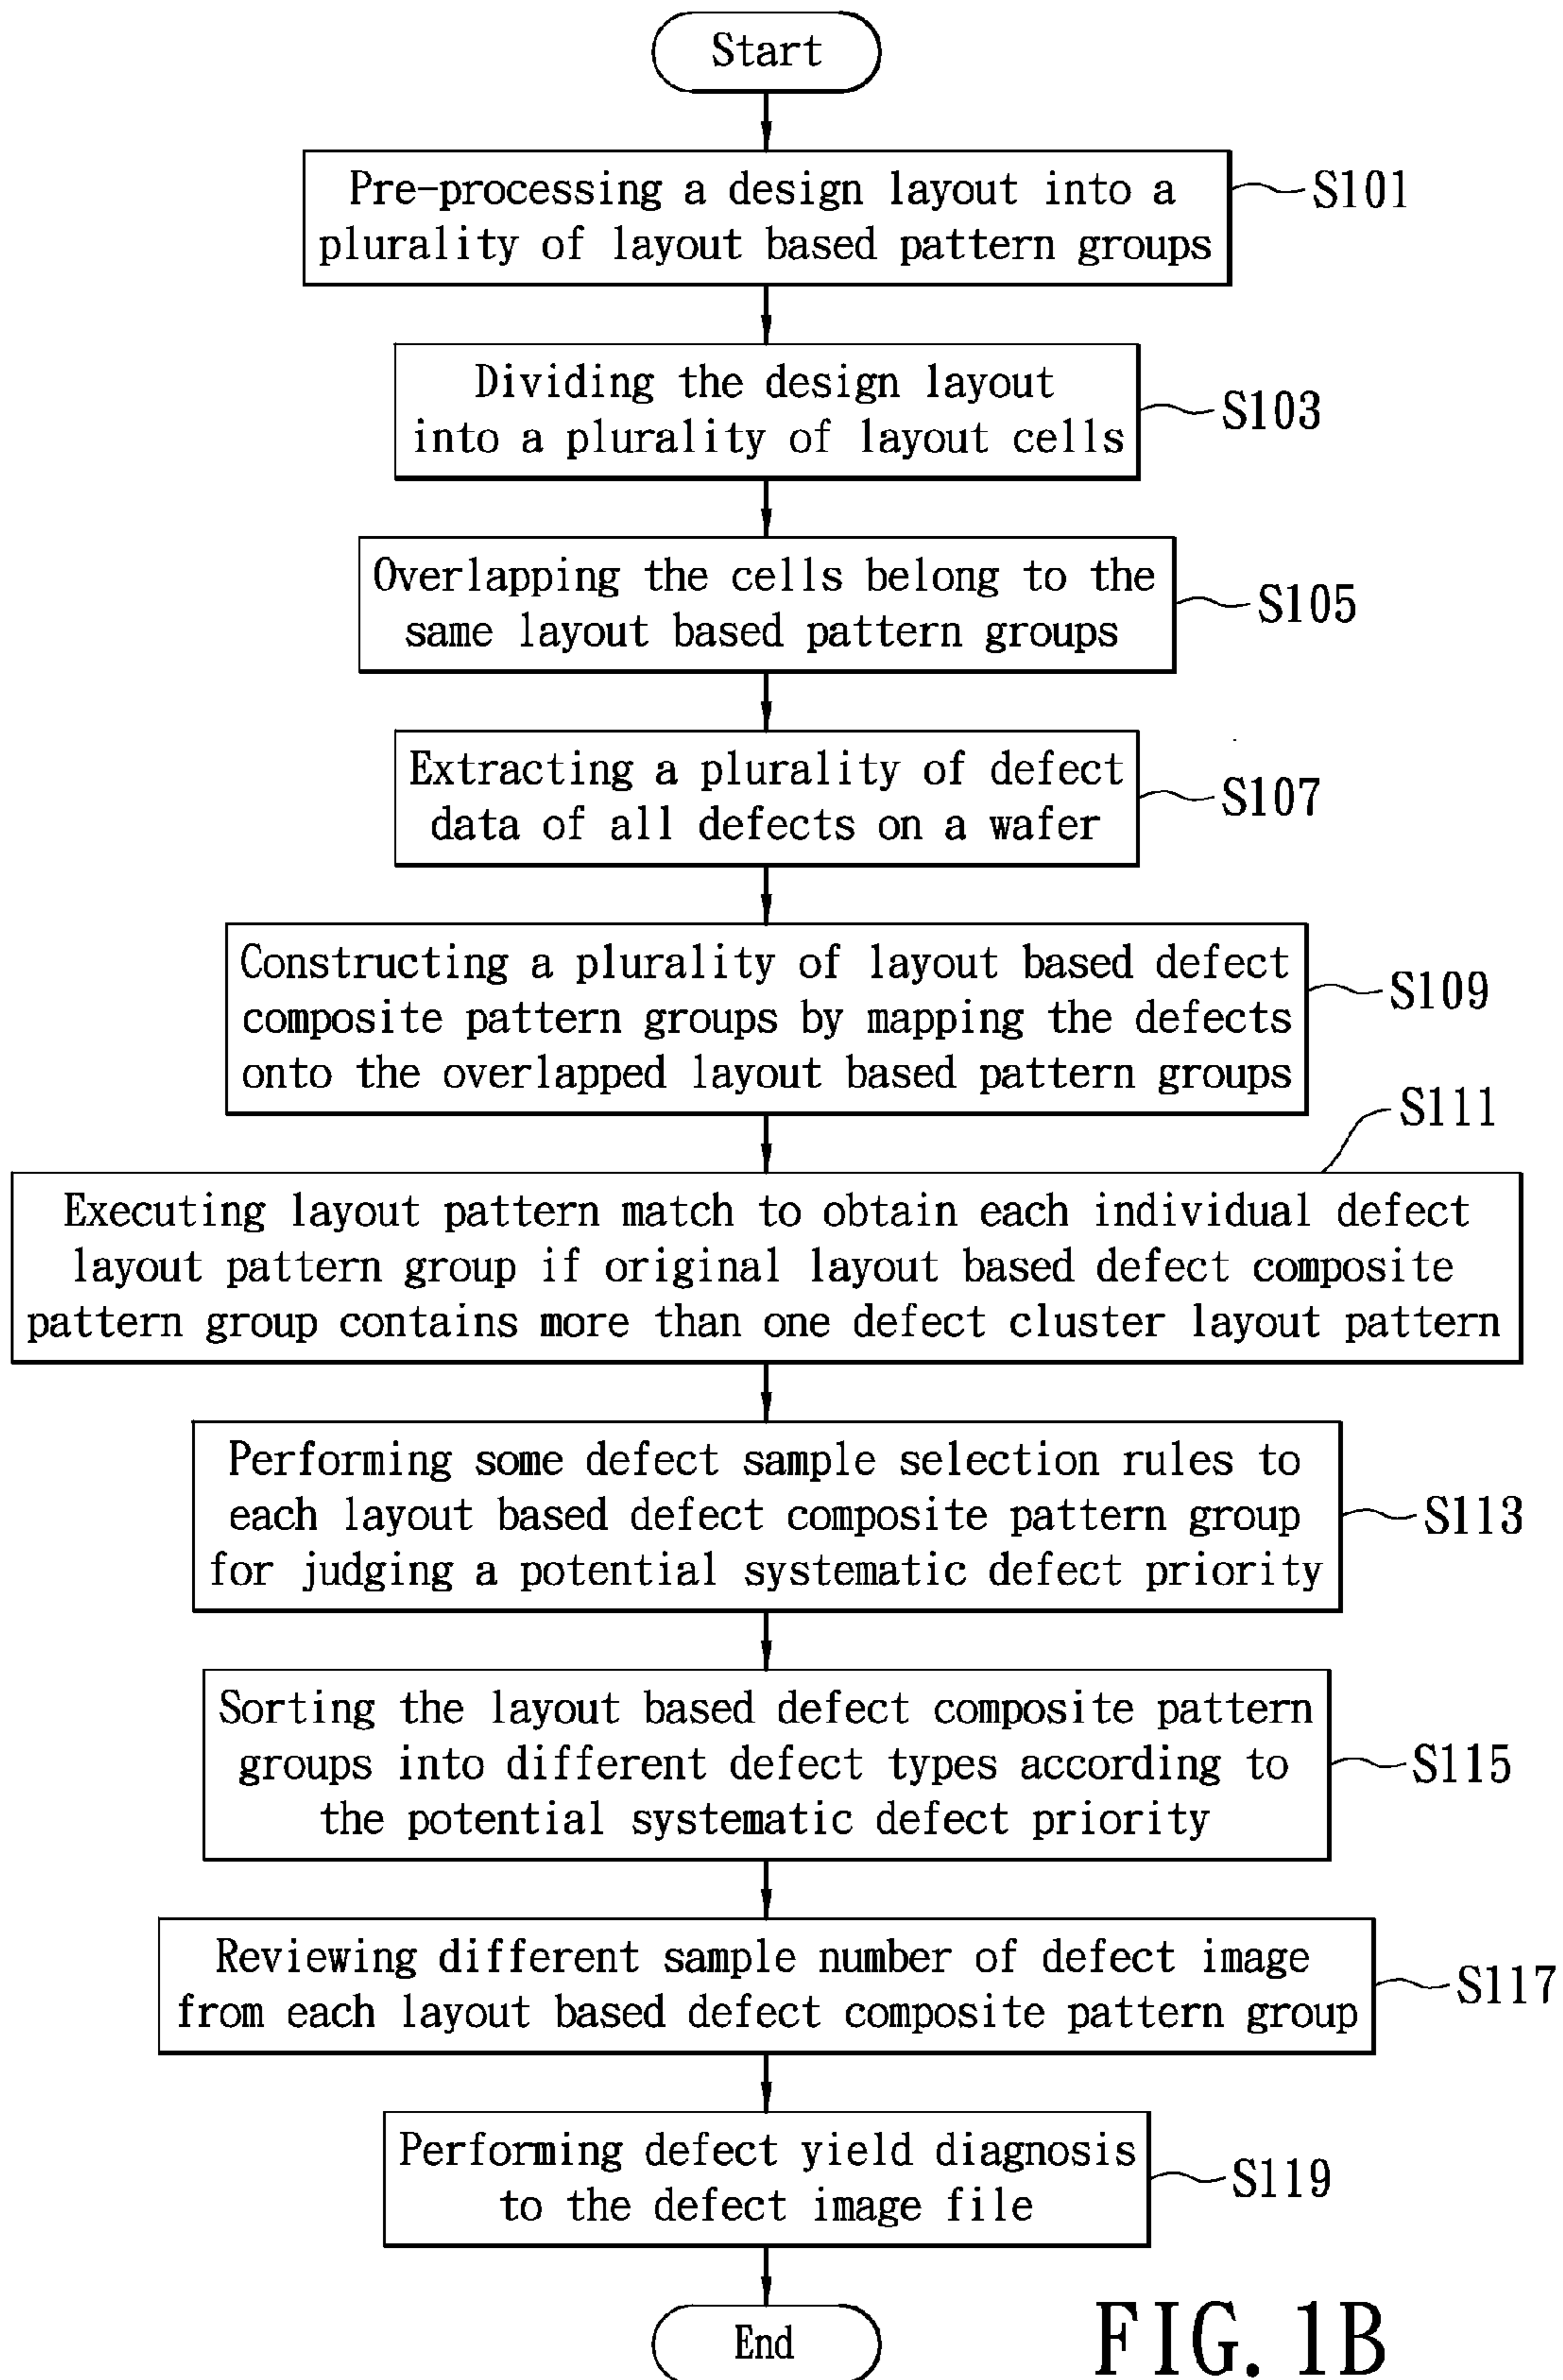 Start
Pre-processing a design layout into a
plurality of layout based pattern groups
S101
Dividing the design layout
into a plurality of layout cells
S103
Overlapping the cells belong to the
same layout based pattern groups
S105
Extracting a plurality of defect
data of all defects on a wafer
S107
Constructing a plurality of layout based defect
composite pattern groups by mapping the defects
onto the overlapped layout based pattern groups
S109
S111
Executing layout pattern match to obtain each individual defect
layout pattern group if original layout based defect composite
pattern group contains more than one defect cluster layout pattern
Performing some defect sample selection rules to
each layout based defect composite pattern group
for judging a potential systematic defect priority
S113
Sorting the layout based defect composite pattern
groups into different defect types according to
the potential systematic defect priority
S115
Reviewing different sample number of defect image
from each layout based defect composite pattern group
S117
Performing defect yield diagnosis
to the defect image file
S119
End
FIG. 1B